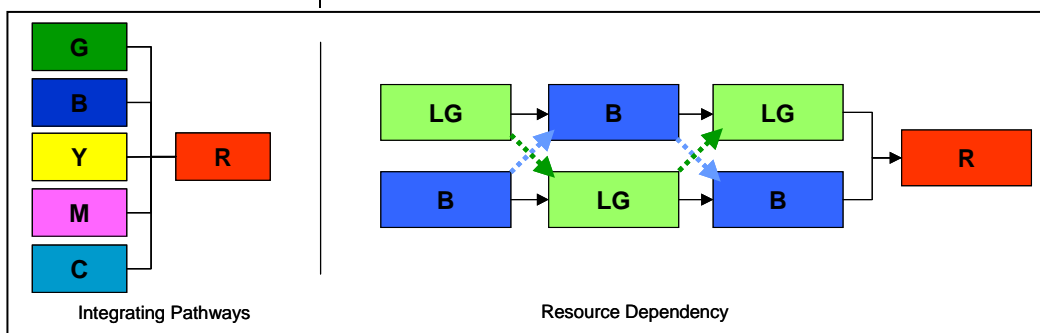 G
B
Y
R
M
C
Integrating Pathways
LG
B
LG
R
B
LG
B
Resource Dependency